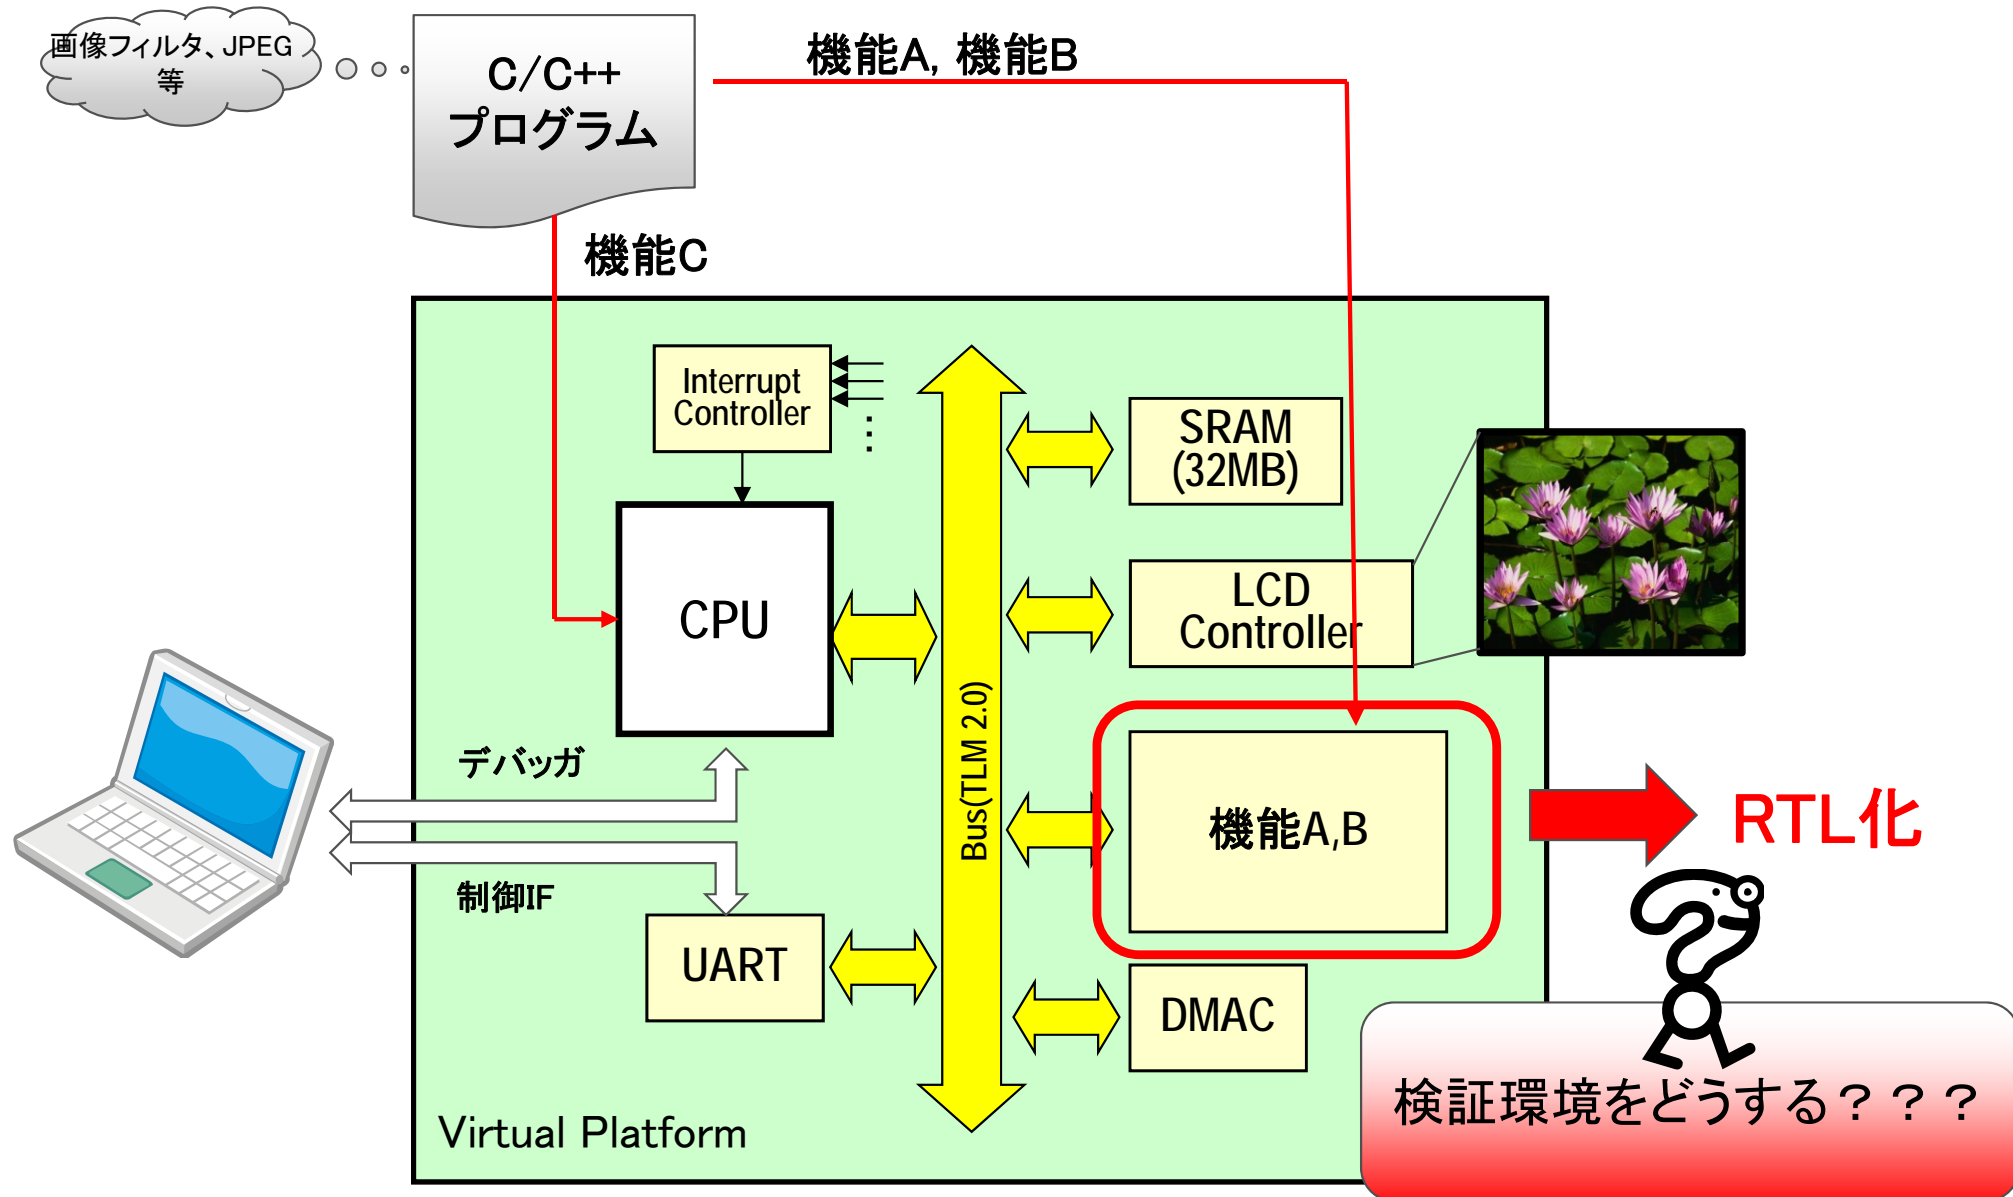 画像フィルタ、JPEG
等
C/C++
プログラム
機能A, 機能B
機能C
Interrupt
Controller
⋮
SRAM
(32MB)
CPU
LCD
Controller
Bus(TLM 2.0)
デバッガ
機能A,B
RTL化
制御IF
UART
DMAC
検証環境をどうする？？？
Virtual Platform